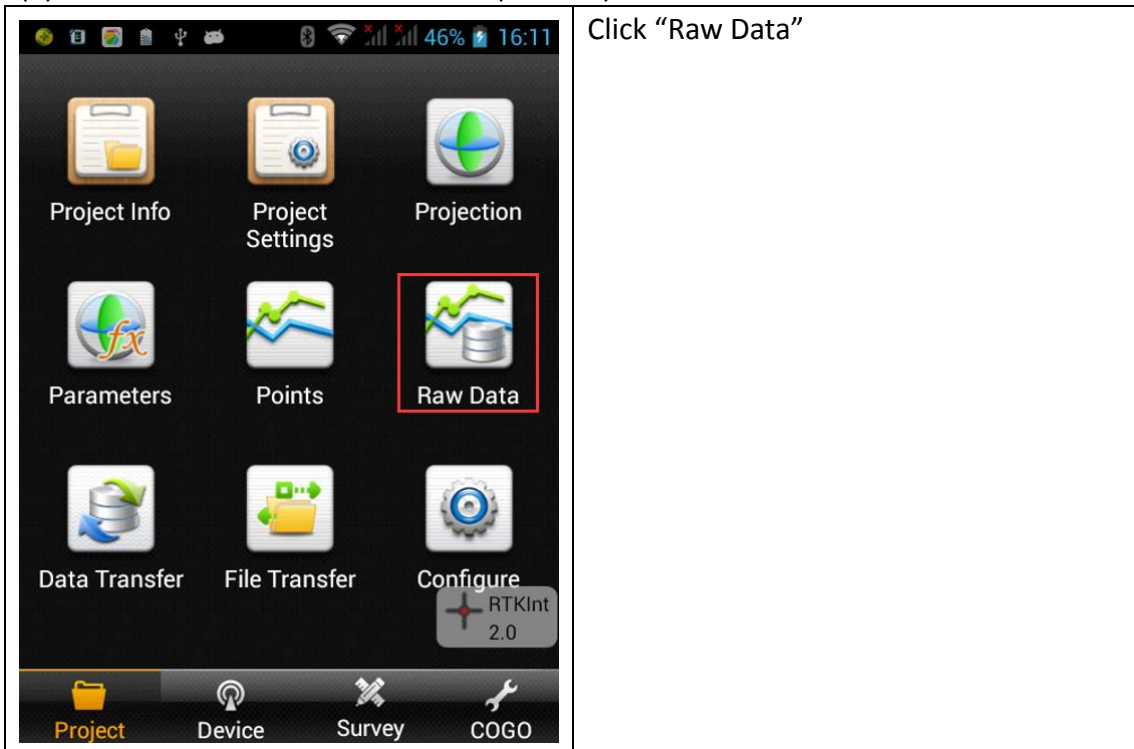 46% 16:11
Click “Raw Data”
Project Info
Project
Settings
Projection
Parameters
Points
Raw Data
Data Transfer
File Transfer
Configure
RTKInt
2.0
Project
Device
Survey
COGO